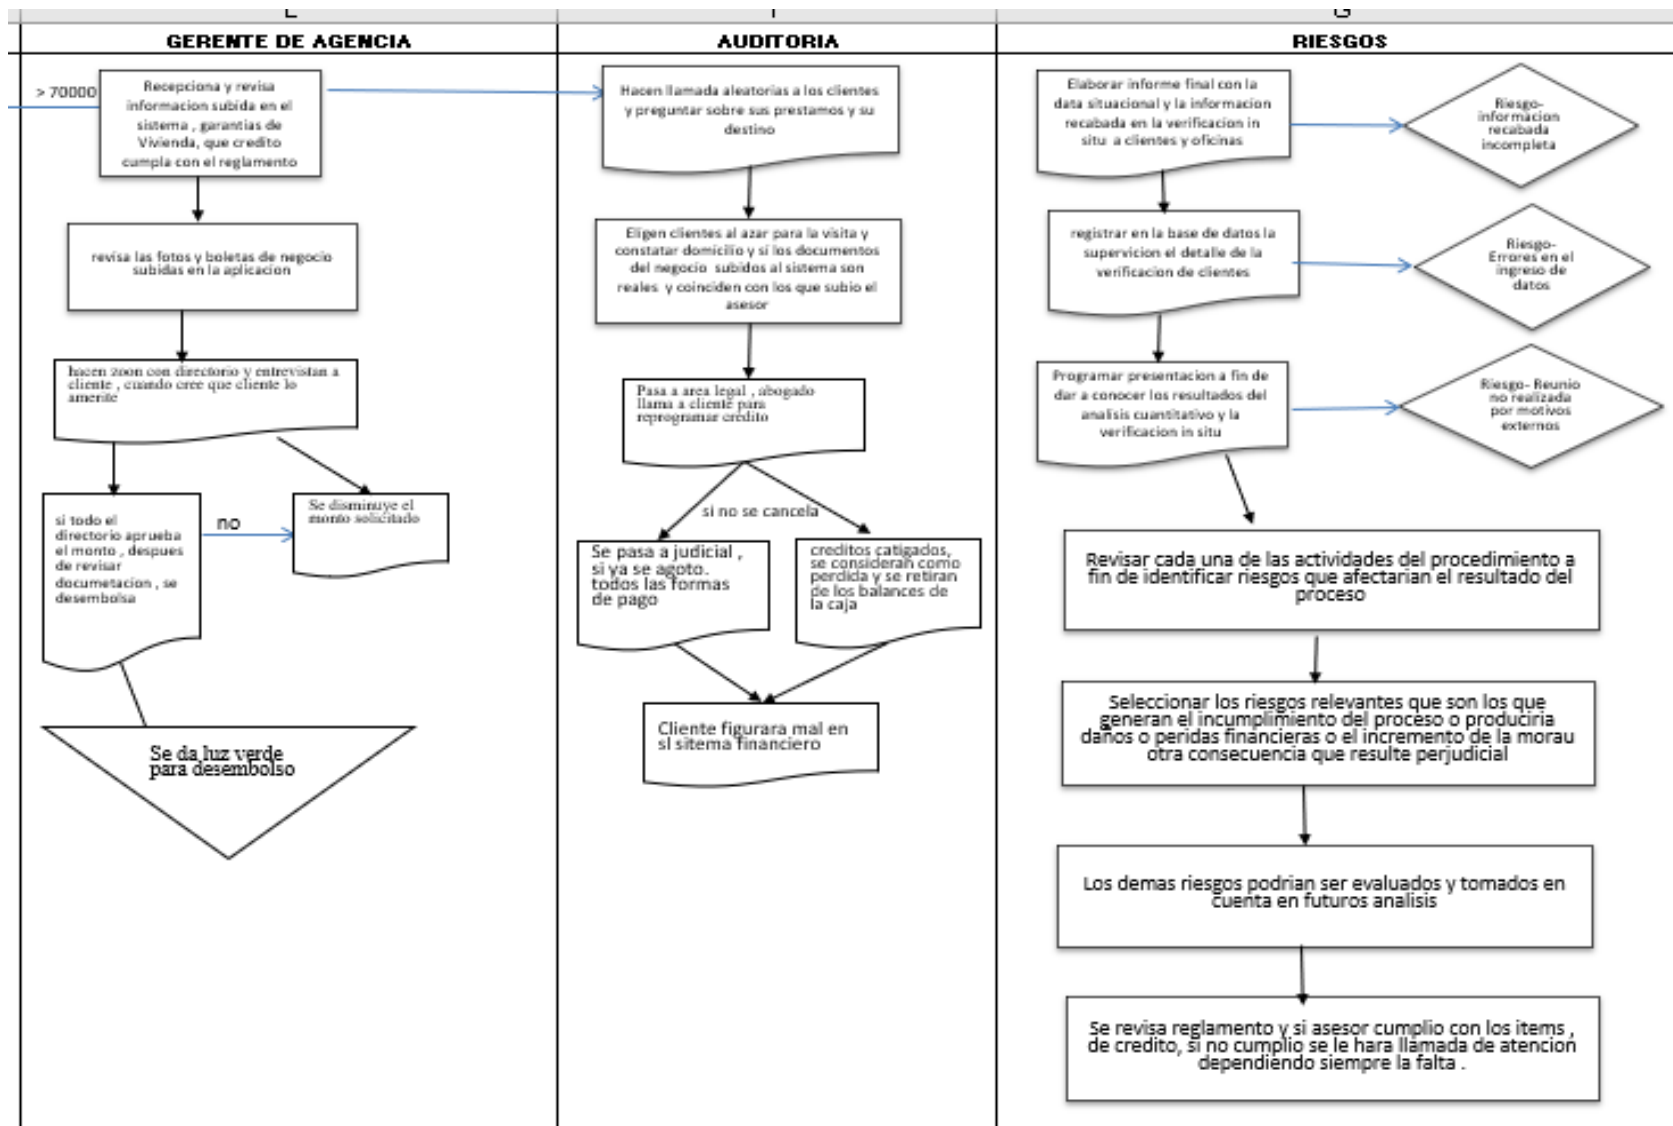 GERENTE DE AGENCIA
> 70000
Recepciona y revisa
informacion subida en el
sistema , garantias de
Vivienda, que credito
cumpla con el reglamento
revisa las fotos y boletas de negocio
subidas en la aplicacion
hacen zoon con directorio y entrevistan a
cliente , cuando cree que cliente lo
amerite
si todo el
directorio aprueba
el monto , despues
de revisar
documetacion , se
desembolsa
no
Se disminuye el
monto solicitado
Se da luz verde
para desembolso
AUDITORIA
Hacen llamada aleatorias a los clientes
y preguntar sobre sus prestamos y su
destino
Eligen clientes al azar para la visita y
constatar domicilio y si los documentos
del negocio subidos al sistema son
reales y coinciden con los que subio el
asesor
Pasa a area legal , abogado
llama a cliente para
reprogramar credito
si no se cancela
Se pasa a judicial ,
si ya se agoto.
todos las formas
de pago
creditos catigados,
se consideran como
perdida y se retiran
de los balances de
la caja
Cliente figurara mal en
sl sitema financiero
RIESGOS
Elaborar informe final con la
data situacional y la informacion
recabada en la verificacion in
situ a clientes y oficinas
Riesgo-
informacion
recabada
incompleta
registrar en la base de datos la
supervicion el detalle de la
verificacion de clientes
Riesgo-
Errores en el
ingreso de
datos
Programar presentacion a fin de
dar a conocer los resultados del
analisis cuantitativo y la
verificacion in situ
Riesgo- Reunio
no realizada
por motivos
externos
Revisar cada una de las actividades del procedimiento a
fin de identificar riesgos que afectarian el resultado del
proceso
Seleccionar los riesgos relevantes que son los que
generan el incumplimiento del proceso o produciria
daños o peridas financieras o el incremento de la morau
otra consecuencia que resulte perjudicial
Los demas riesgos podrian ser evaluados y tomados en
cuenta en futuros analisis
Se revisa reglamento y si asesor cumplio con los items ,
de credito, si no cumplio se le hara llamada de atencion
dependiendo siempre la falta .